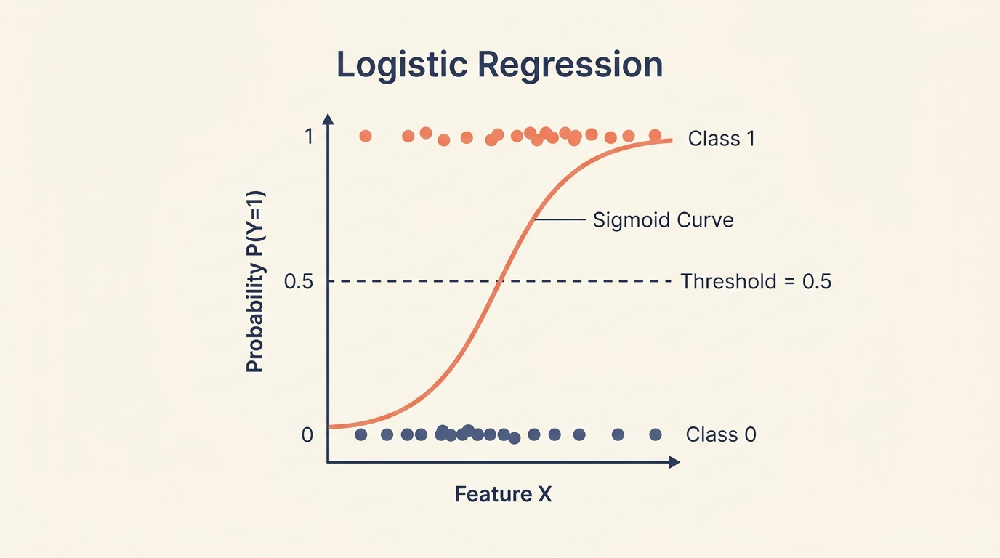 Logistic Regression
1
Class 1
Probability P(Y=1)
Sigmoid Curve
0.5
Threshold = 0.5
0
Class 0
Feature X